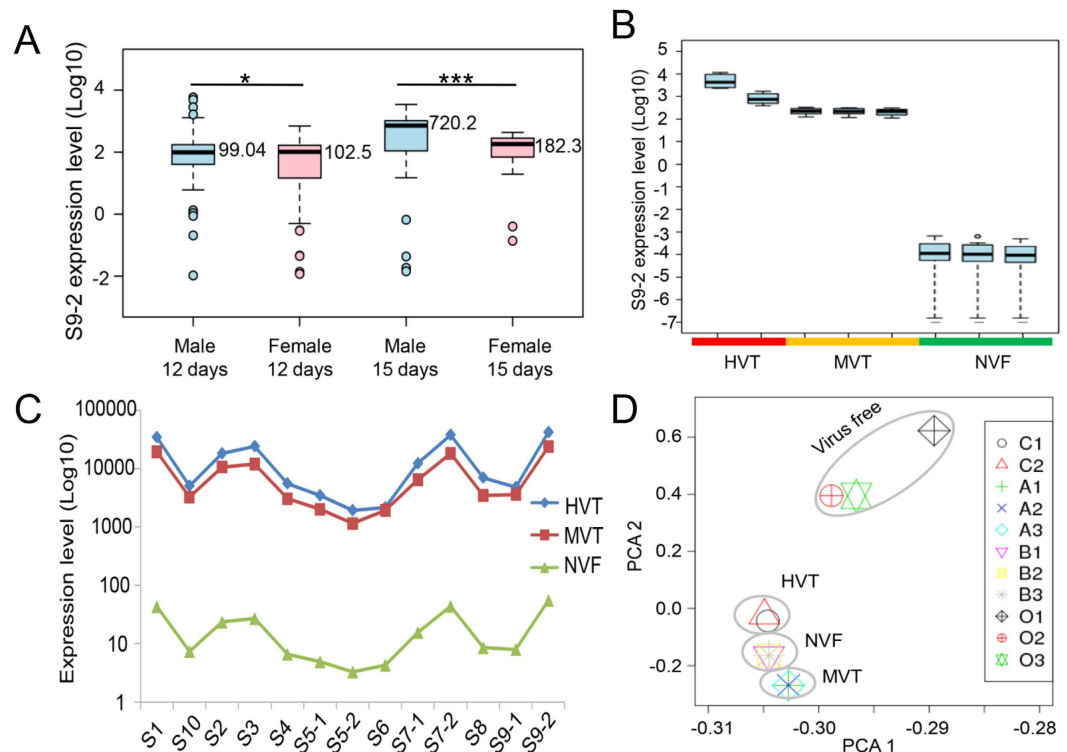 A
S9-2 expression level (Log10)
4
2
0
-2
*
***
99.04
102.5
720.2
182.3
Male
12 days
Female
12 days
Male
15 days
Female
15 days
B
S9-2 expression level (Log10)
5
4
3
2
1
0
-1
-2
-3
-4
-5
-6
-7
HVT
MVT
NVF
C
Expression level (Log10)
100000
10000
1000
100
10
1
HVT
MVT
NVF
S1
S10
S2
S3
S4
S5-1
S5-2
S6
S7-1
S7-2
S8
S9-1
S9-2
D
PCA 2
0.6
0.4
0.2
0.0
-0.2
Virus free
HVT
NVF
MVT
C1
C2
A1
A2
A3
B1
B2
B3
O1
O2
O3
-0.31
-0.30
-0.29
-0.28
PCA 1